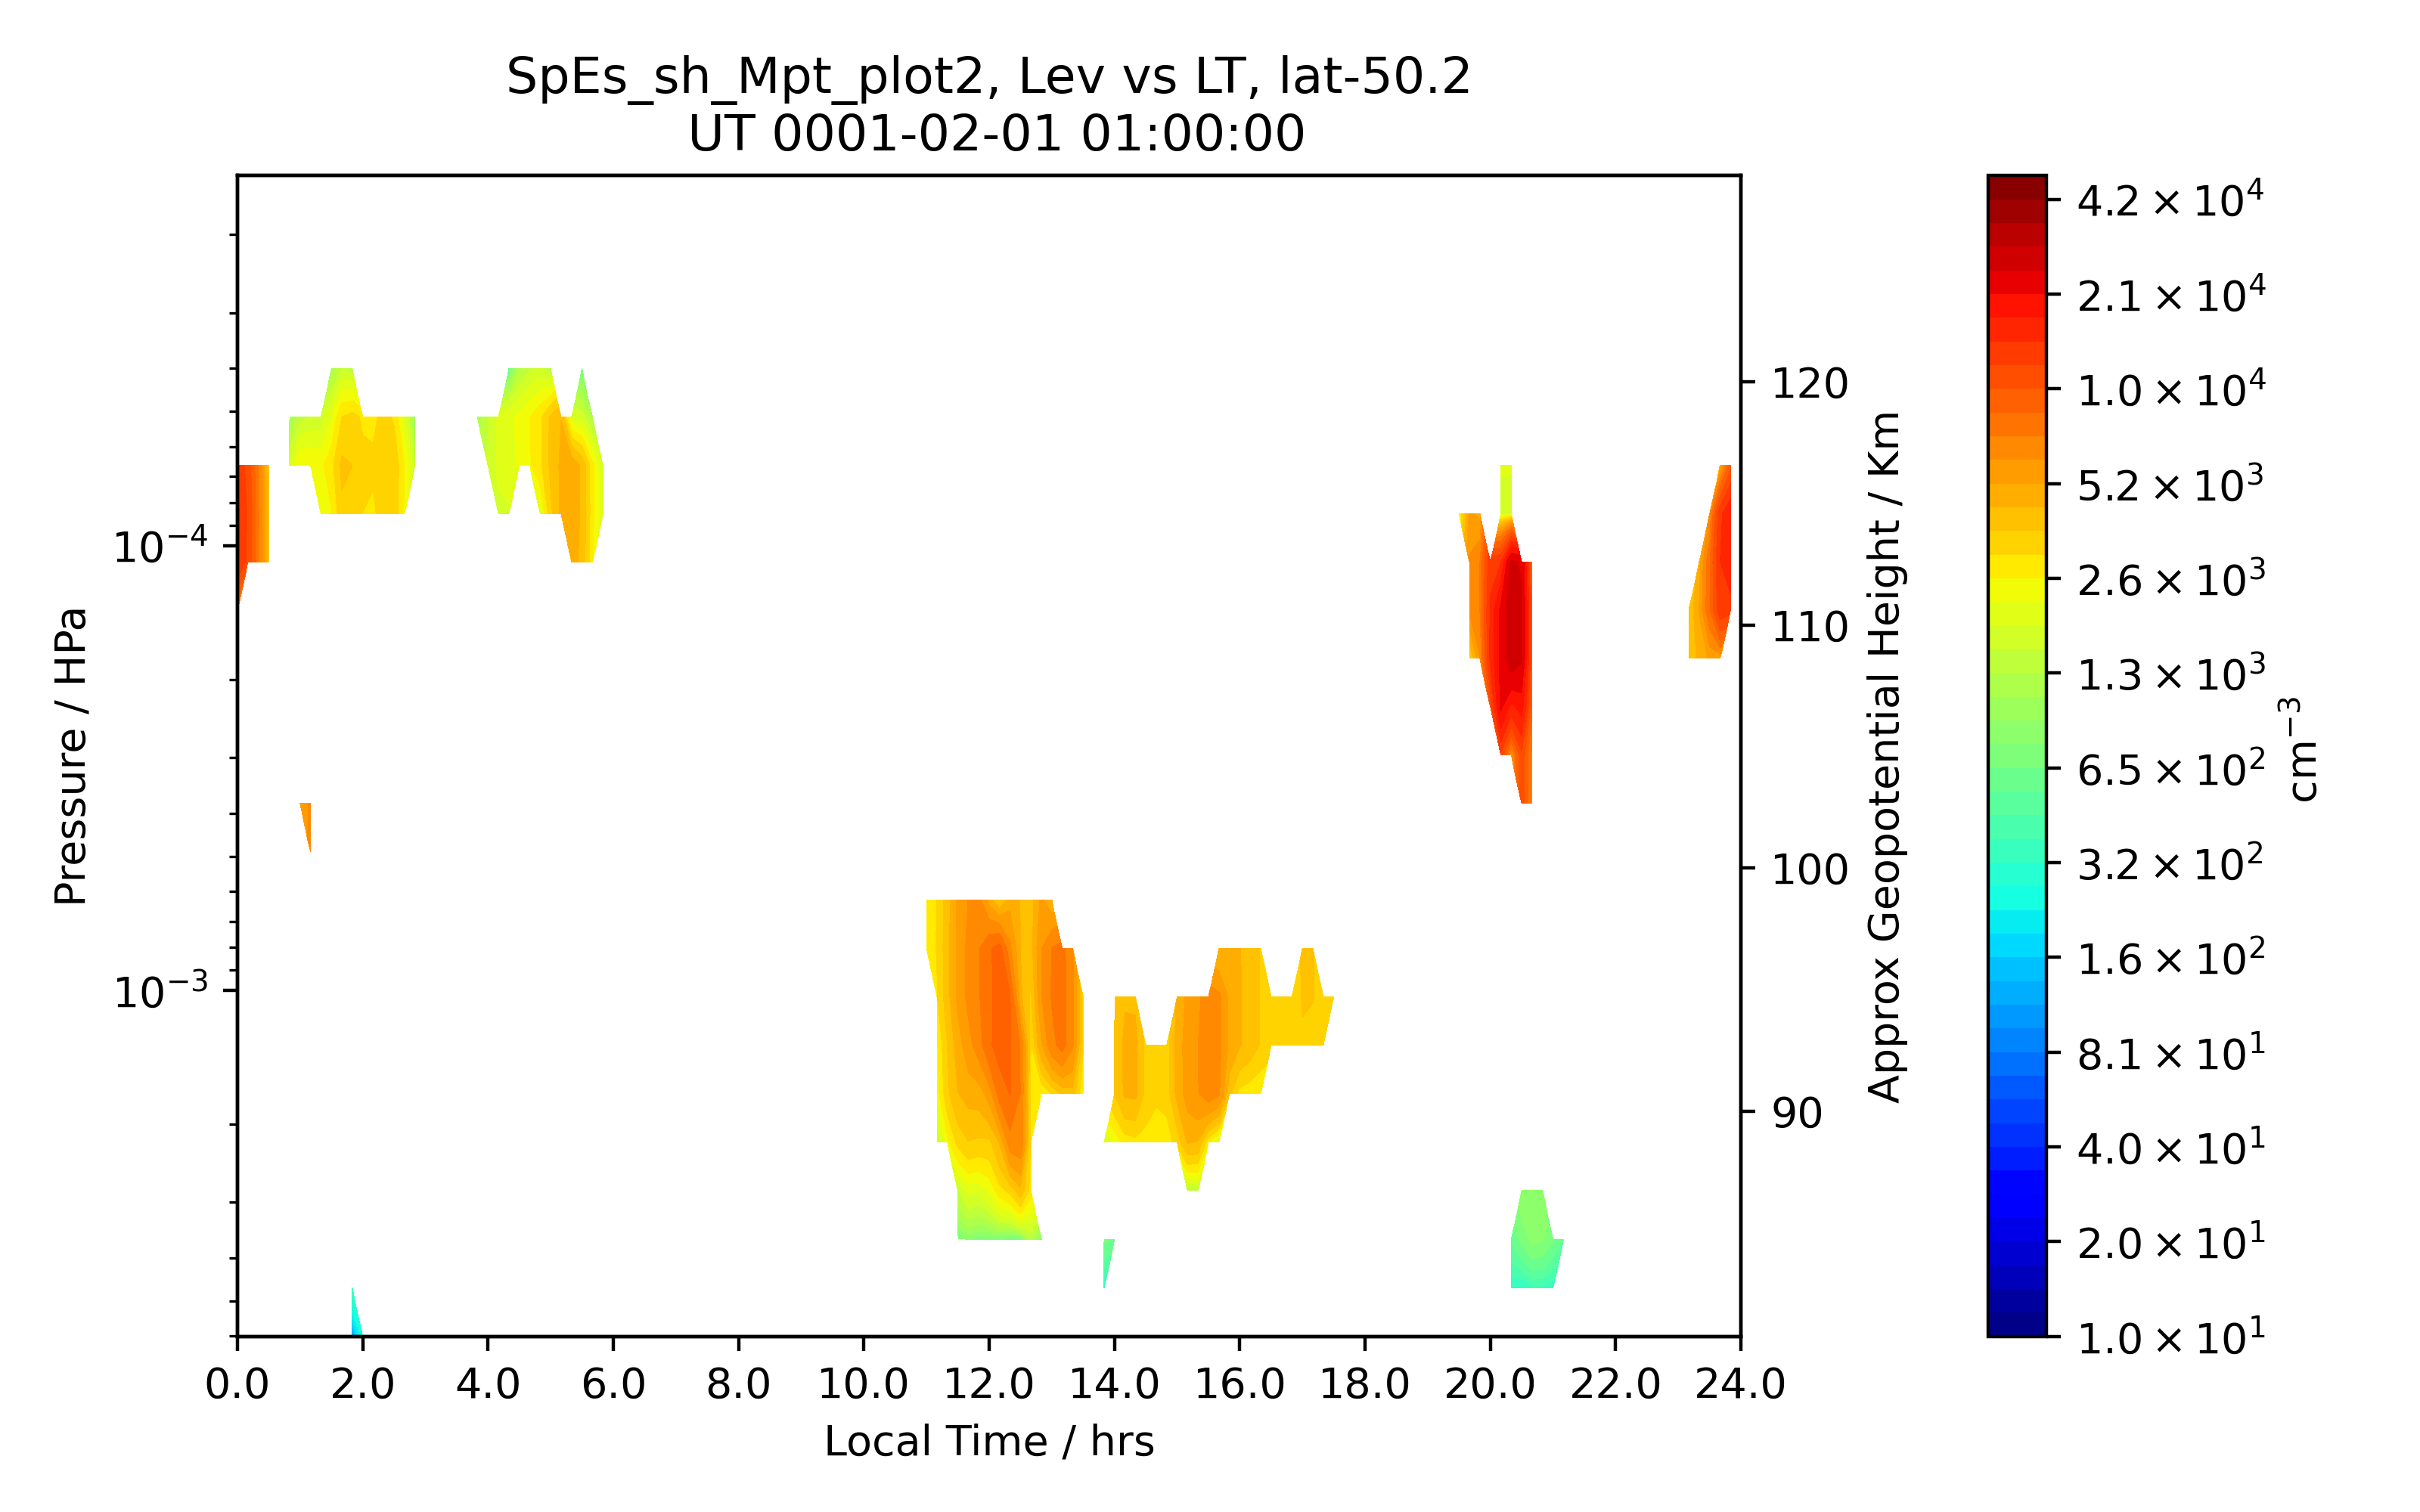 SpEs_sh_Mpt_plot2, Lev vs LT, lat-50.2
UT 0001-02-01 01:00:00
Pressure / HPa
10⁻⁴
10⁻³
0.0 2.0 4.0 6.0 8.0 10.0 12.0 14.0 16.0 18.0 20.0 22.0 24.0
Local Time / hrs
120
110
100
90
Approx Geopotential Height / Km
4.2 × 10⁴
2.1 × 10⁴
1.0 × 10⁴
5.2 × 10³
2.6 × 10³
1.3 × 10³
6.5 × 10²
3.2 × 10²
1.6 × 10²
8.1 × 10¹
4.0 × 10¹
2.0 × 10¹
1.0 × 10¹
cm⁻³